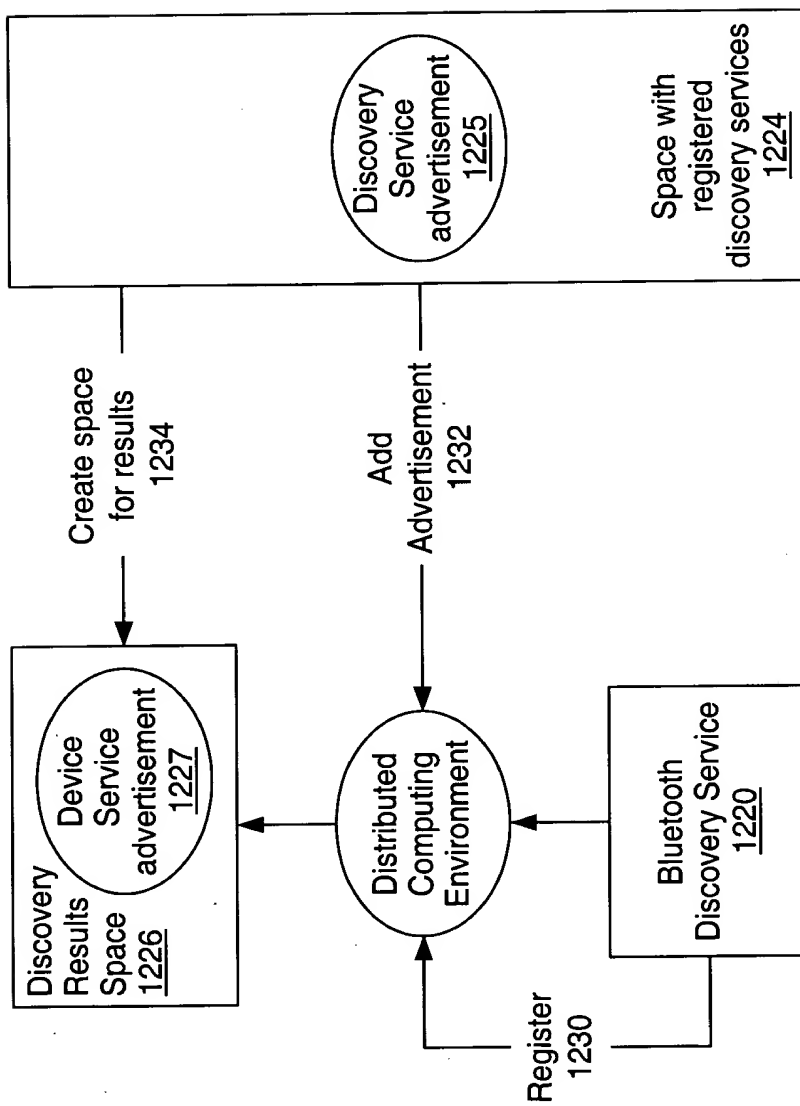 Discovery
Results
Space
1226
Device
Service
advertisement
1227
Create space
for results
1234
Distributed
Computing
Environment
Add
Advertisement
1232
Discovery
Service
advertisement
1225
Space with
registered
discovery services
1224
Register
1230
Bluetooth
Discovery Service
1220